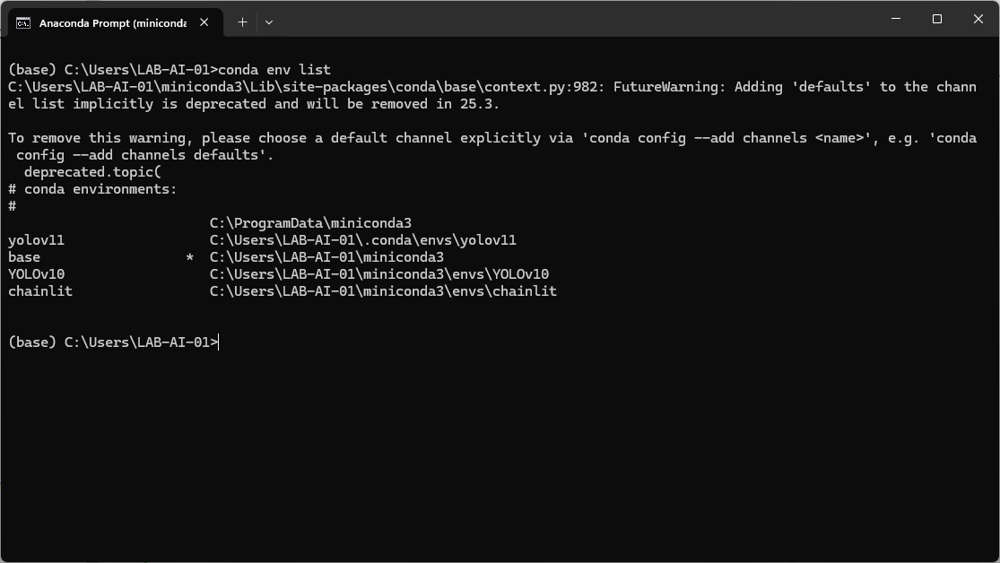 Anaconda Prompt (miniconda
(base) C:\Users\LAB-AI-01>conda env list
C:\Users\LAB-AI-01\miniconda3\Lib\site-packages\conda\base\context.py:982: FutureWarning: Adding 'defaults' to the chann
el list implicitly is deprecated and will be removed in 25.3.
To remove this warning, please choose a default channel explicitly via 'conda config --add channels <name>', e.g. 'conda
 config --add channels defaults'.
  deprecated.topic(
# conda environments:
#
                         C:\ProgramData\miniconda3
yolov11                  C:\Users\LAB-AI-01\.conda\envs\yolov11
base                  *  C:\Users\LAB-AI-01\miniconda3
YOLOv10                  C:\Users\LAB-AI-01\miniconda3\envs\YOLOv10
chainlit                 C:\Users\LAB-AI-01\miniconda3\envs\chainlit
(base) C:\Users\LAB-AI-01>